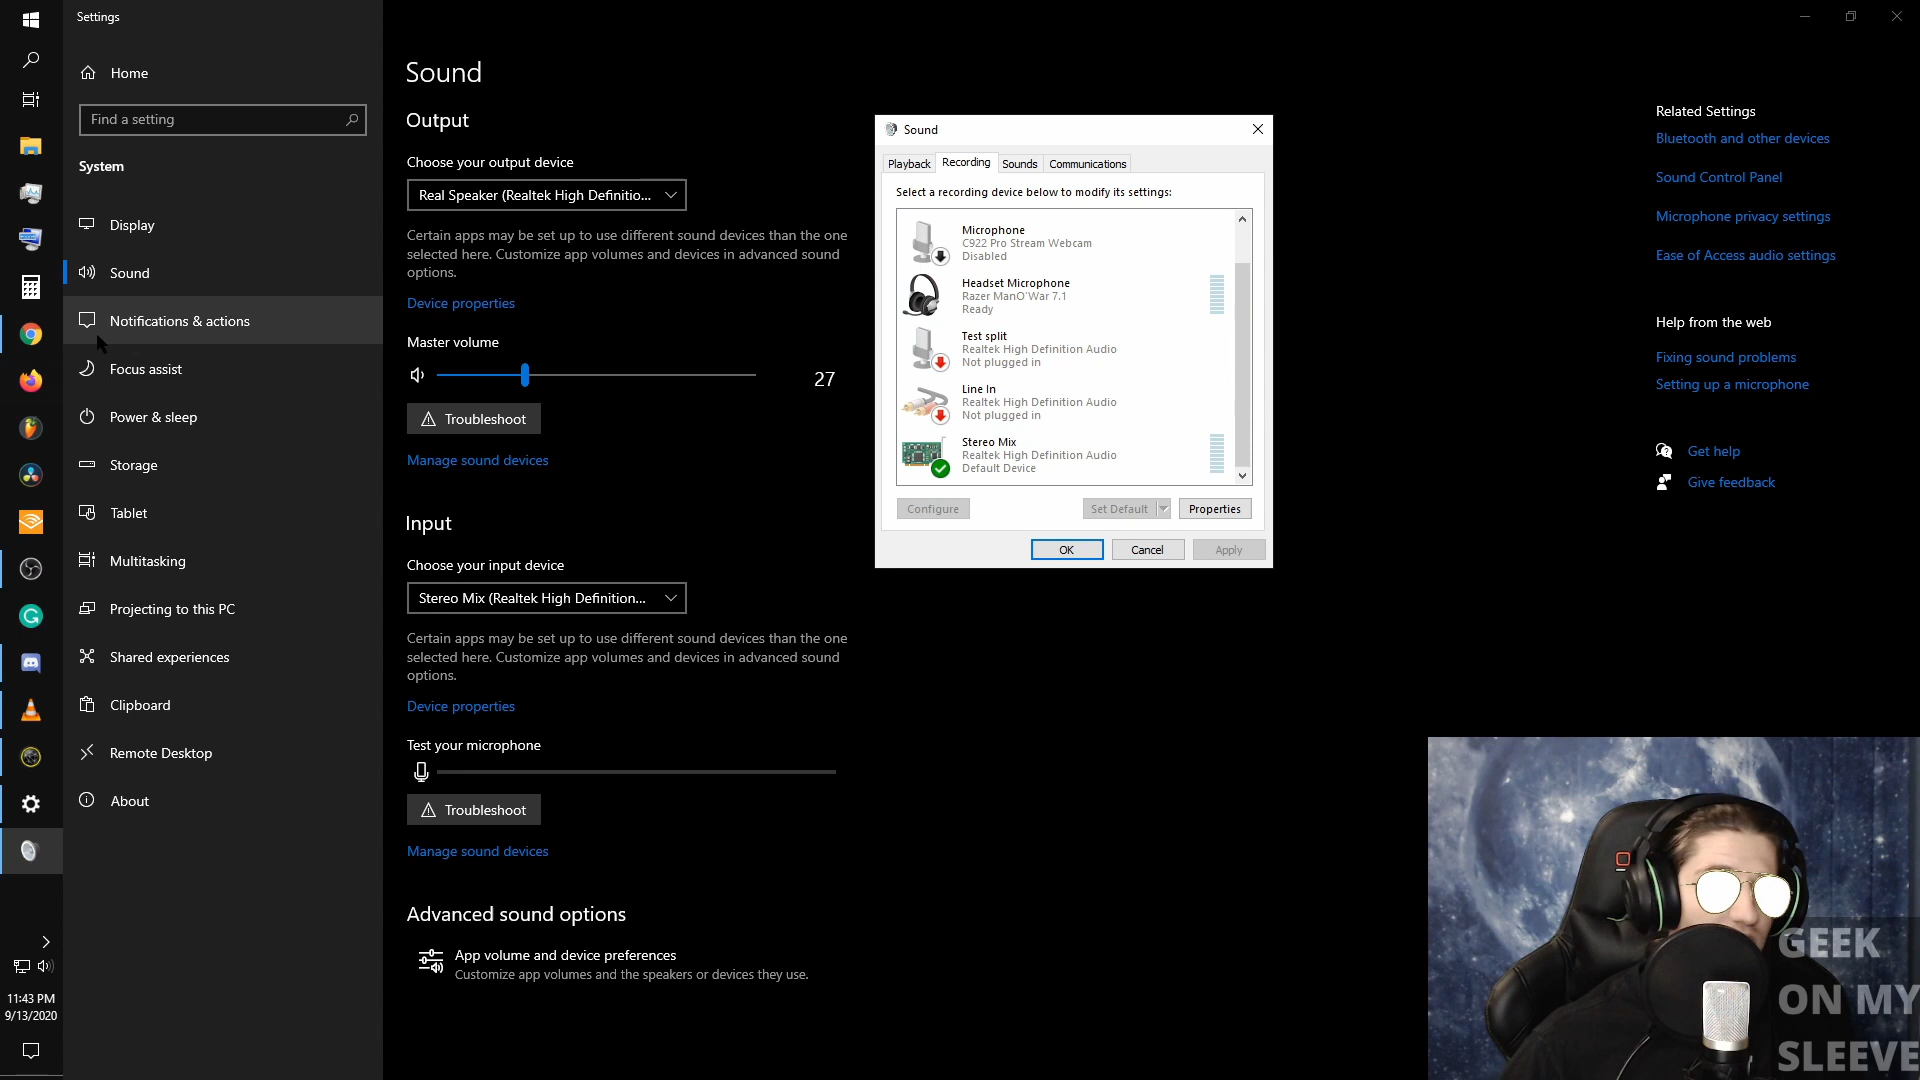 Settings
Home
Find a setting
System
Display
Sound
Notifications & actions
Focus assist
Power & sleep
Storage
Tablet
Multitasking
Projecting to this PC
Shared experiences
Clipboard
Remote Desktop
About
11:43 PM
9/13/2020
Sound
Output
Choose your output device
Real Speaker (Realtek High Definitio...
Certain apps may be set up to use different sound devices than the one
selected here. Customize app volumes and devices in advanced sound
options.
Device properties
Master volume
27
Troubleshoot
Manage sound devices
Input
Choose your input device
Stereo Mix (Realtek High Definition...
Certain apps may be set up to use different sound devices than the one
selected here. Customize app volumes and devices in advanced sound
options.
Device properties
Test your microphone
Troubleshoot
Manage sound devices
Advanced sound options
App volume and device preferences
Customize app volumes and the speakers or devices they use.
Sound
Playback Recording Sounds Communications
Select a recording device below to modify its settings:
Microphone
C922 Pro Stream Webcam
Disabled
Headset Microphone
Razer ManO'War 7.1
Ready
Test split
Realtek High Definition Audio
Not plugged in
Line In
Realtek High Definition Audio
Not plugged in
Stereo Mix
Realtek High Definition Audio
Default Device
Configure Set Default Properties
OK Cancel Apply
Related Settings
Bluetooth and other devices
Sound Control Panel
Microphone privacy settings
Ease of Access audio settings
Help from the web
Fixing sound problems
Setting up a microphone
Get help
Give feedback
GEEK
ON MY
SLEEVE